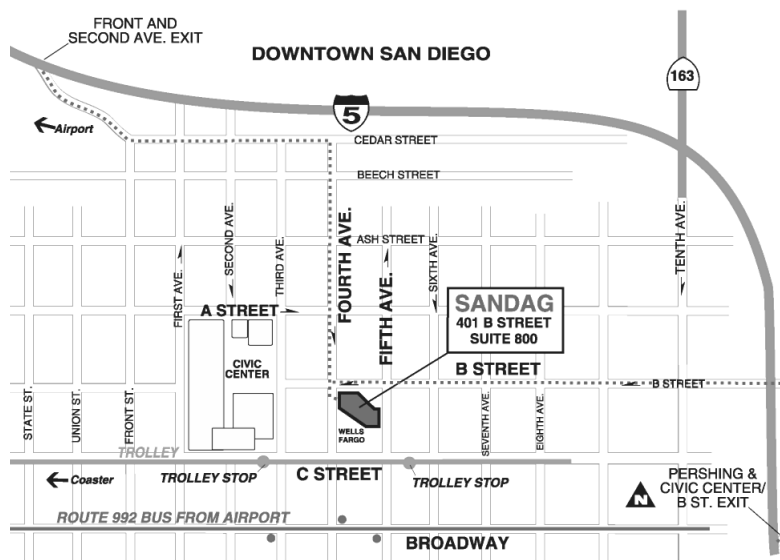 FRONT AND
SECOND AVE. EXIT
DOWNTOWN SAN DIEGO
163
5
Airport
CEDAR STREET
BEECH STREET
FIRST AVE.
SECOND AVE.
THIRD AVE.
FOURTH AVE.
ASH STREET
FIFTH AVE.
SIXTH AVE.
TENTH AVE.
A STREET
SANDAG
401 B STREET
SUITE 800
CIVIC
CENTER
B STREET
B STREET
STATE ST.
UNION ST.
FRONT ST.
WELLS
FARGO
SEVENTH AVE.
EIGHTH AVE.
TROLLEY
TROLLEY STOP
C STREET
TROLLEY STOP
Coaster
N
PERSHING &
CIVIC CENTER/
B ST. EXIT
ROUTE 992 BUS FROM AIRPORT
BROADWAY